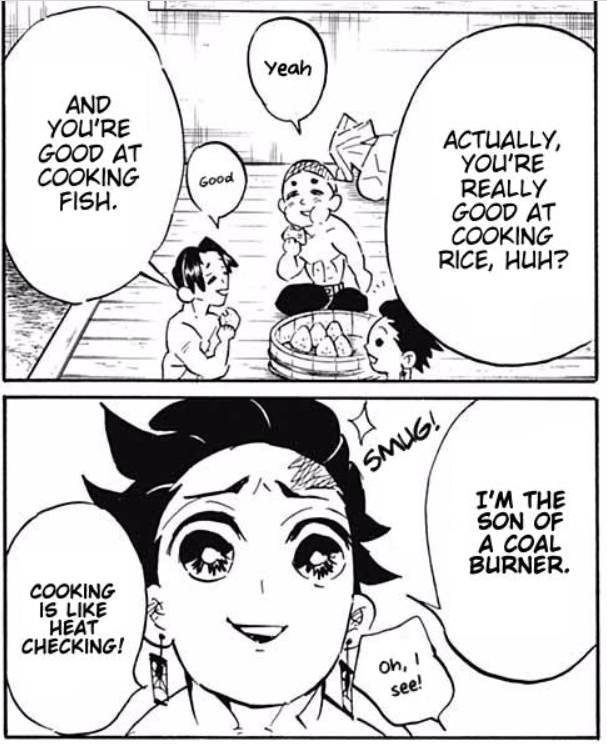 ACTUALLY,
YOU'RE
REALLY
GOOD AT
COOKING
RICE, HUH?
Yeah
Good
AND
YOU'RE
GOOD AT
COOKING
FISH.
SMUG!
I'M THE
SON OF
A COAL
BURNER.
COOKING
IS LIKE
HEAT
CHECKING!
Oh, I
see!